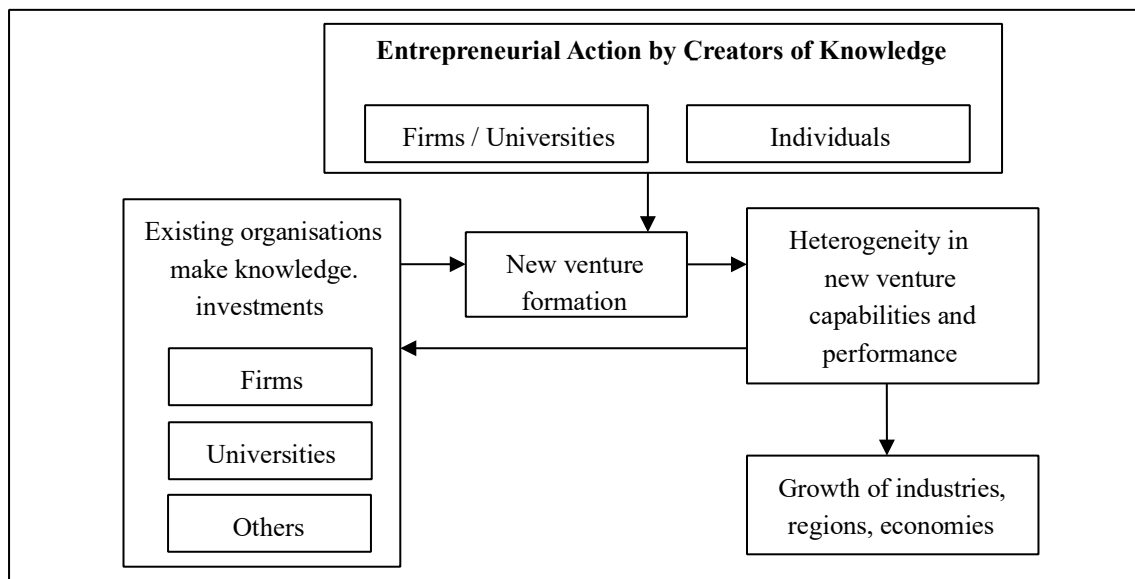 Entrepreneurial Action by Creators of Knowledge
Firms / Universities
Individuals
Existing organisations
make knowledge.
investments
Firms
Universities
Others
New venture
formation
Heterogeneity in
new venture
capabilities and
performance
Growth of industries,
regions, economies